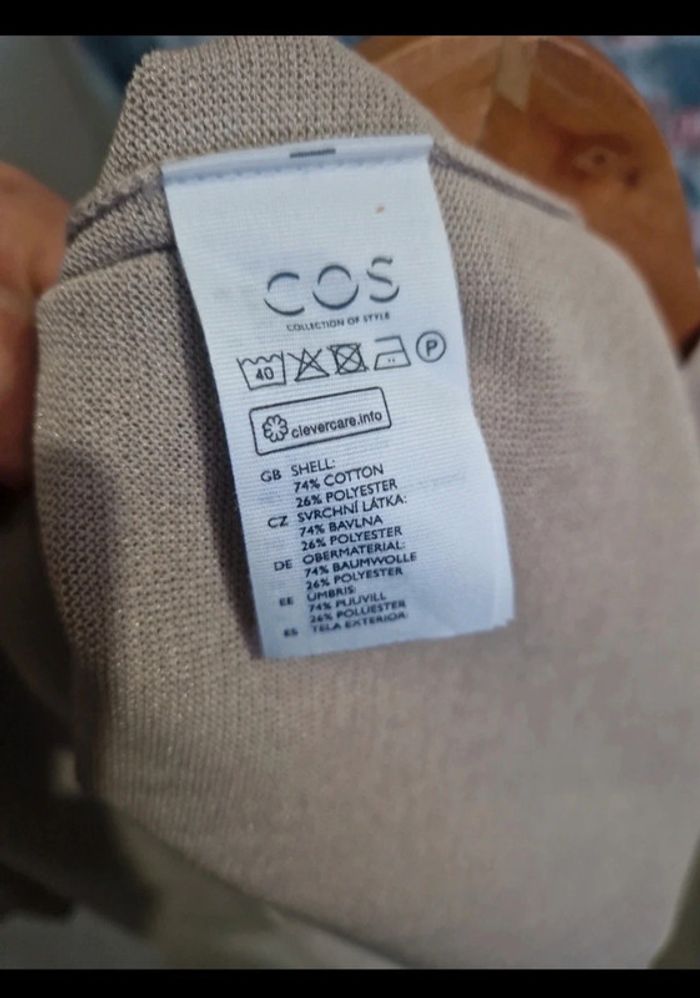 COS
COLLECTION OF STYLE
40
P
clevercare.info
GB SHELL:
74% COTTON
26% POLYESTER
CZ SVRCHNÍ LÁTKA:
74% BAVLNA
26% POLYESTER
DE OBERMATERIAL:
74% BAUMWOLLE
26% POLYESTER
EE ÜMBRIS:
74% PUUVILL
26% POLÜESTER
ES TELA EXTERIOR: